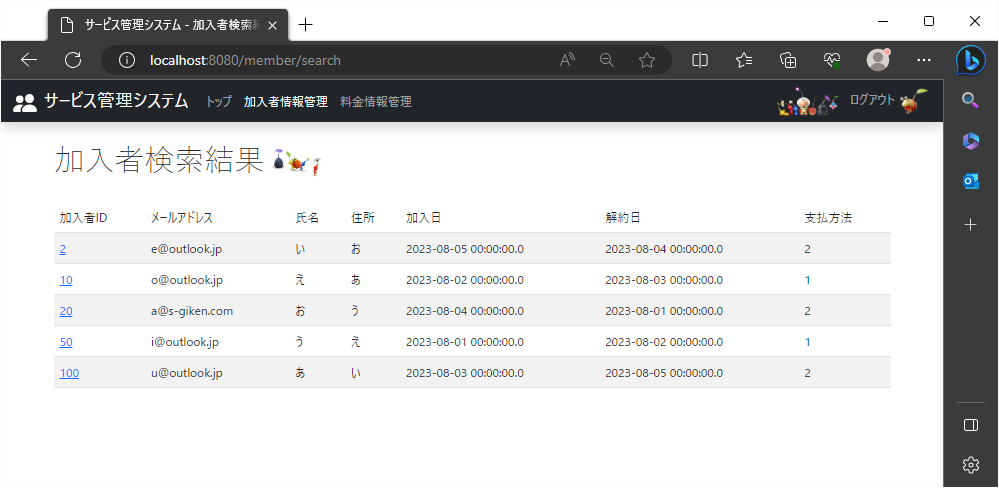 サービス管理システム - 加入者検索結
localhost:8080/member/search
サービス管理システム トップ 加入者情報管理 料金情報管理 ログアウト
加入者検索結果
加入者ID メールアドレス 氏名 住所 加入日 解約日 支払方法
2 e@outlook.jp い お 2023-08-05 00:00:00.0 2023-08-04 00:00:00.0 2
10 o@outlook.jp え あ 2023-08-02 00:00:00.0 2023-08-03 00:00:00.0 1
20 a@s-giken.com お う 2023-08-04 00:00:00.0 2023-08-01 00:00:00.0 2
50 i@outlook.jp う え 2023-08-01 00:00:00.0 2023-08-02 00:00:00.0 1
100 u@outlook.jp あ い 2023-08-03 00:00:00.0 2023-08-05 00:00:00.0 2